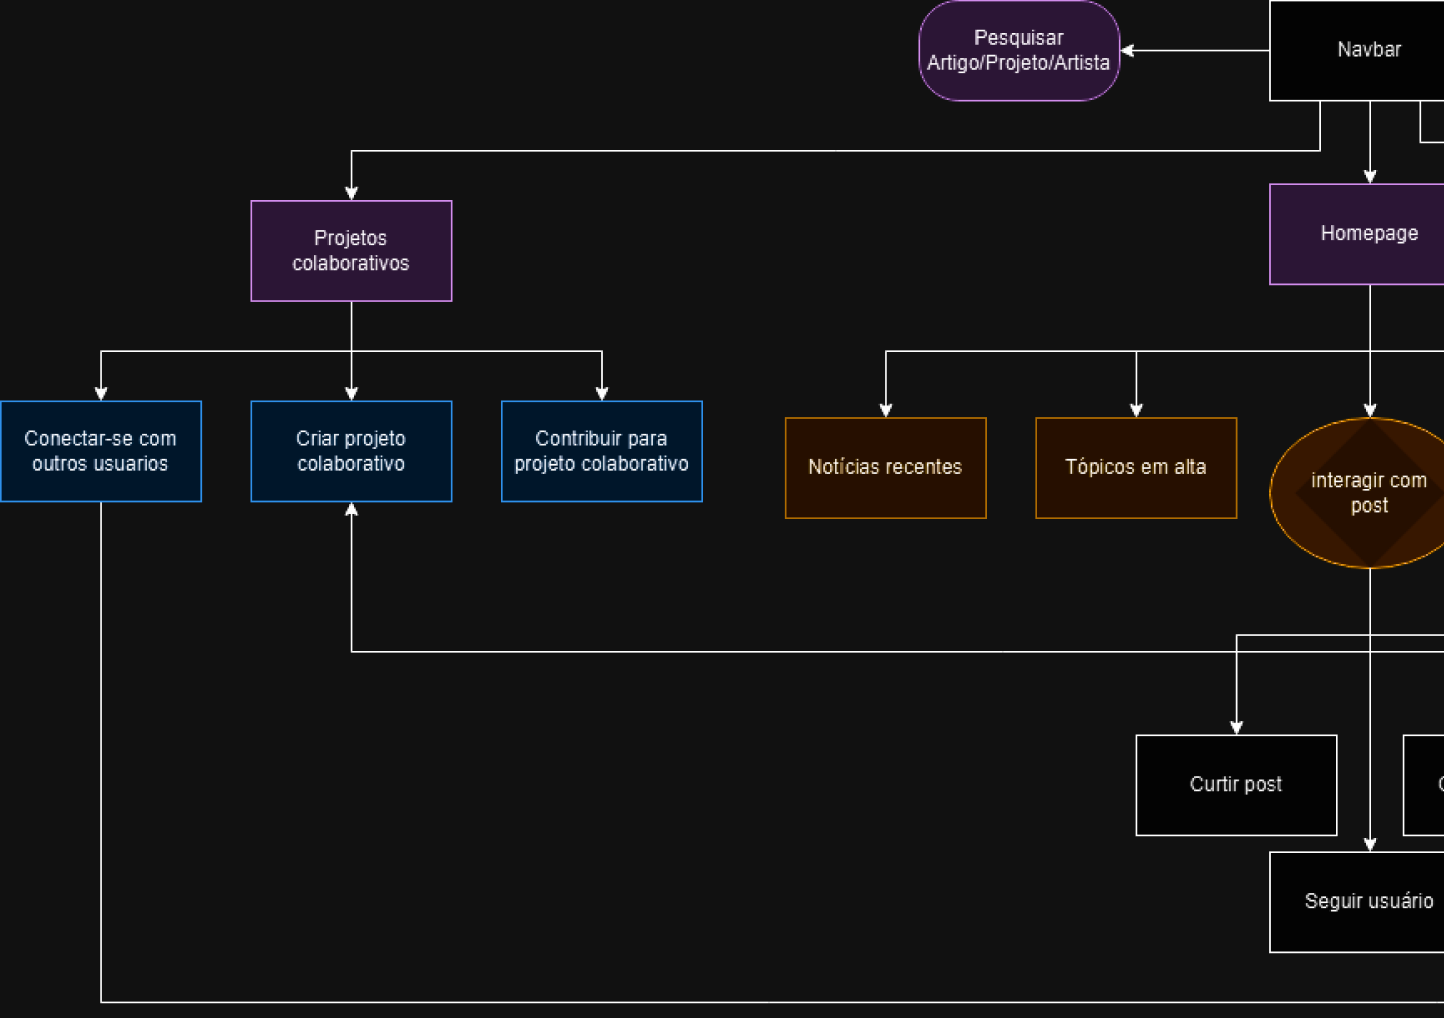 Pesquisar
Artigo/Projeto/Artista
Navbar
Projetos
colaborativos
Homepage
Conectar-se com
outros usuarios
Criar projeto
colaborativo
Contribuir para
projeto colaborativo
Notícias recentes
Tópicos em alta
interagir com
post
Curtir post
Seguir usuário